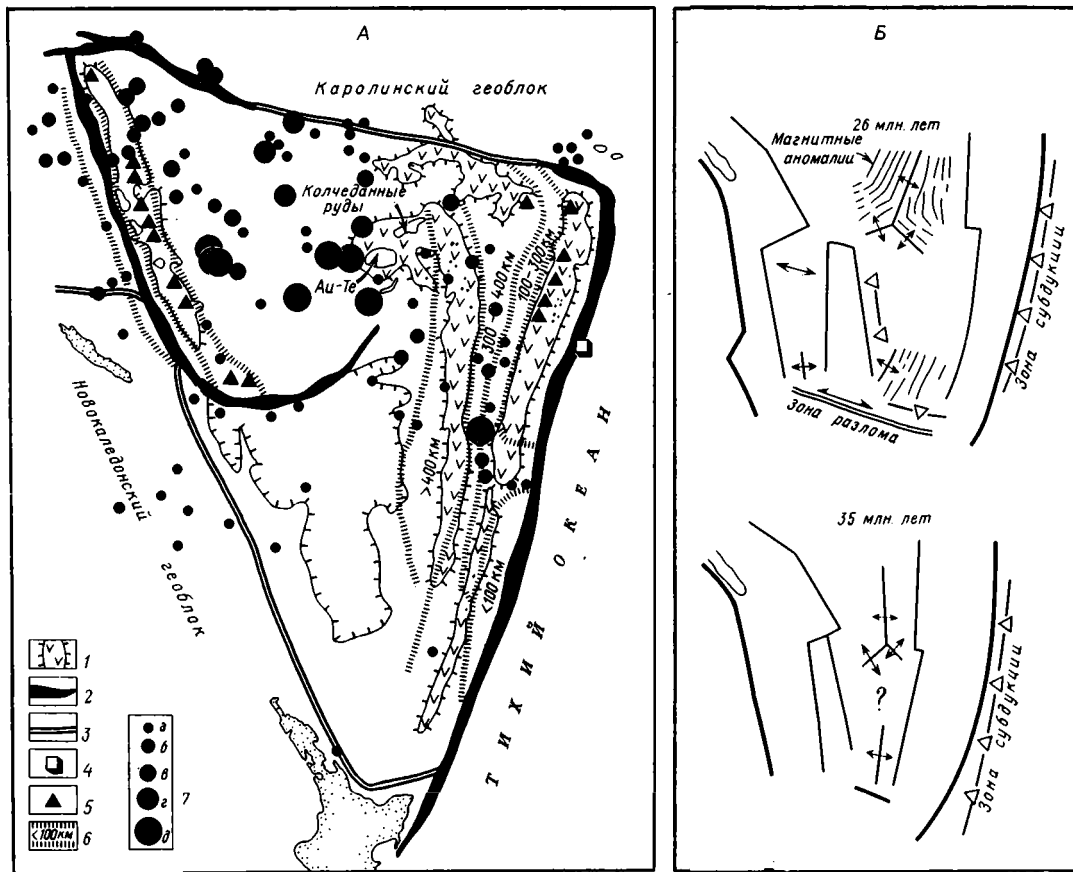 А
Каролинский геоблок
Колчеданные
руды
Au-Te
300 – 400 км
100-300 км
>400 км
<100 км
Новокаледонский
геоблок
ТИХИЙ ОКЕАН
1
2
3
4
5
<100 км 6
а
б
в
г
д
7
Б
26 млн. лет
Магнитные
аномалии
Зона субдукции
Зона разлома
35 млн. лет
?
Зона субдукции